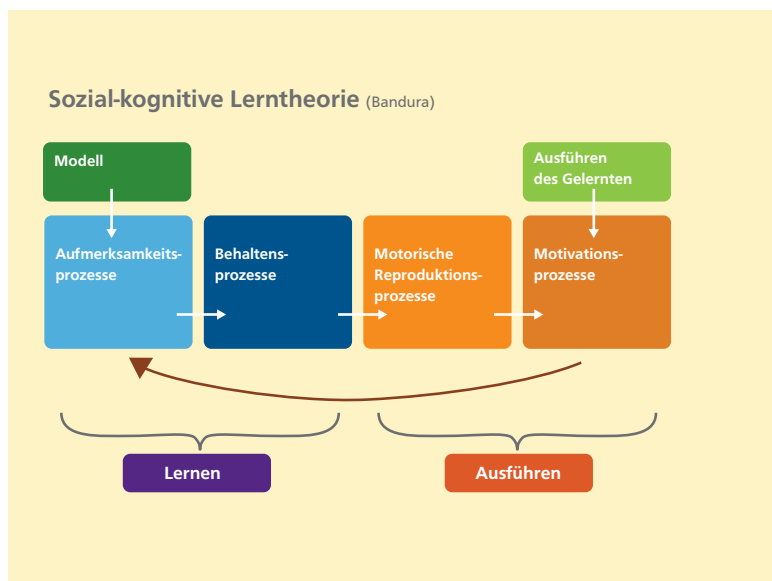 Sozial-kognitive Lerntheorie (Bandura)
Modell
Ausführen
des Gelernten
Aufmerksamkeits-
prozesse
Behaltens-
prozesse
Motorische
Reproduktions-
prozesse
Motivations-
prozesse
Lernen
Ausführen